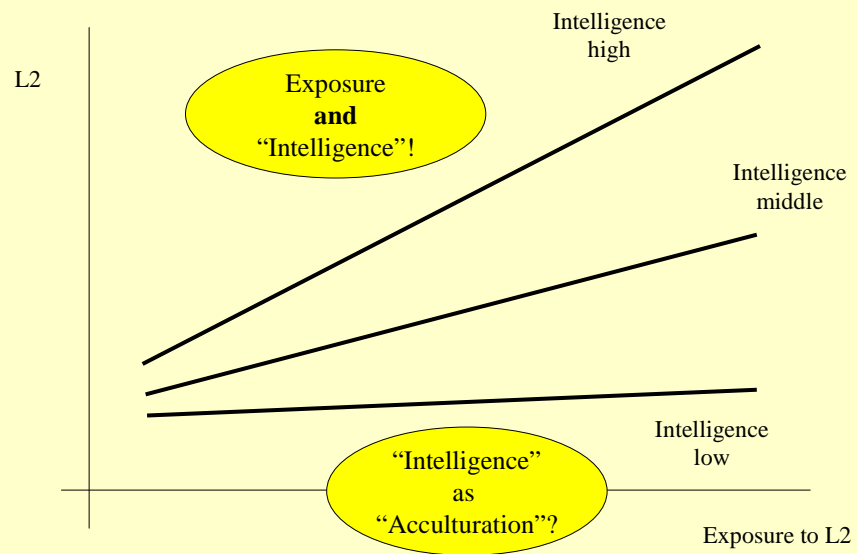 Intelligence
high
L2
Exposure
and
“Intelligence”!
Intelligence
middle
Intelligence
low
“Intelligence”
as
“Acculturation”?
Exposure to L2